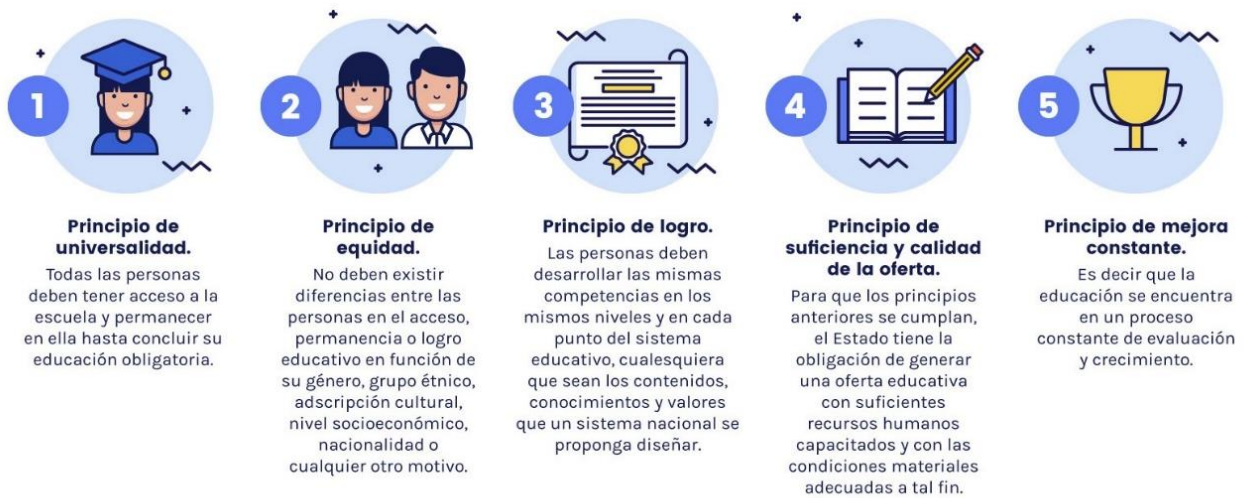 1
Principio de
universalidad.
Todas las personas
deben tener acceso a la
escuela y permanecer
en ella hasta concluir su
educación obligatoria.
2
Principio de
equidad.
No deben existir
diferencias entre las
personas en el acceso,
permanencia o logro
educativo en función de
su género, grupo étnico,
adscripción cultural,
nivel socioeconómico,
nacionalidad o
cualquier otro motivo.
3
Principio de logro.
Las personas deben
desarrollar las mismas
competencias en los
mismos niveles y en cada
punto del sistema
educativo, cualesquiera
que sean los contenidos,
conocimientos y valores
que un sistema nacional se
proponga diseñar.
4
Principio de
suficiencia y calidad
de la oferta.
Para que los principios
anteriores se cumplan,
el Estado tiene la
obligación de generar
una oferta educativa
con suficientes
recursos humanos
capacitados y con las
condiciones materiales
adecuadas a tal fin.
5
Principio de mejora
constante.
Es decir que la
educación se encuentra
en un proceso
constante de evaluación
y crecimiento.